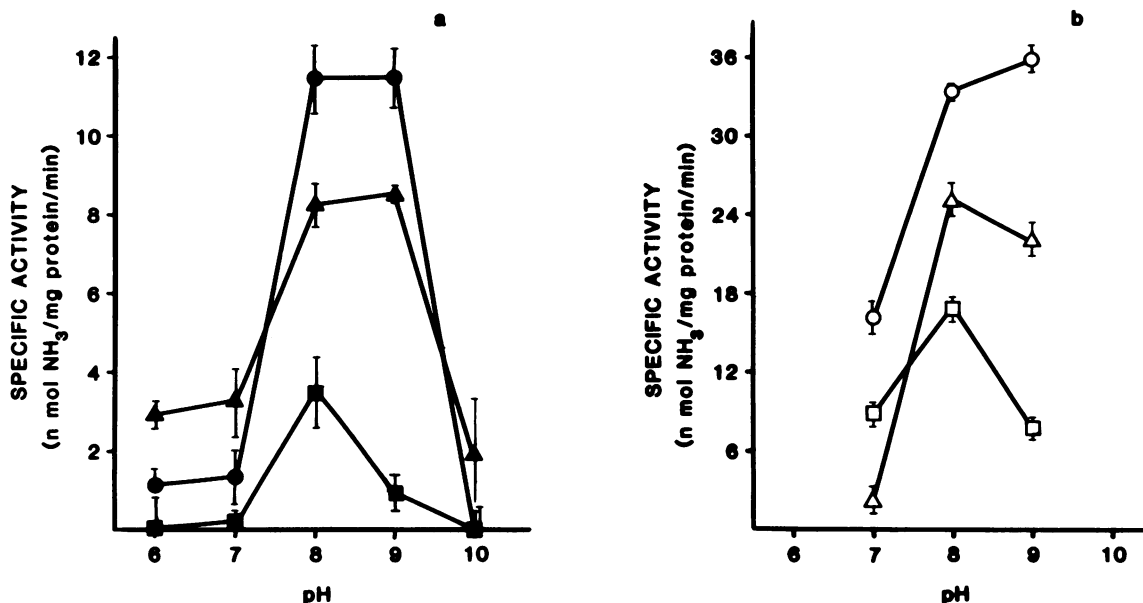 a
12
10
8
6
4
2
SPECIFIC ACTIVITY
(n mol NH3/mg protein/min)
6 7 8 9 10
pH
b
36
30
24
18
12
6
SPECIFIC ACTIVITY
(n mol NH3/mg protein/min)
6 7 8 9 10
pH